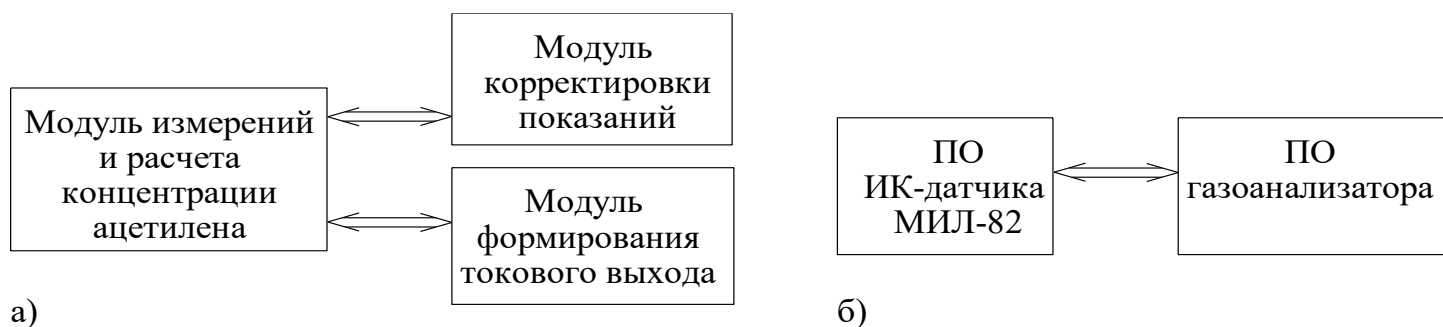 Модуль измерений
и расчета
концентрации
ацетилена
Модуль
корректировки
показаний
Модуль
формирования
токового выхода
а)
ПО
ИК-датчика
МИЛ-82
ПО
газоанализатора
б)